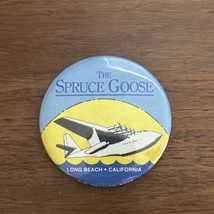 THE
SPRUCE GOOSE
LONG BEACH • CALIFORNIA